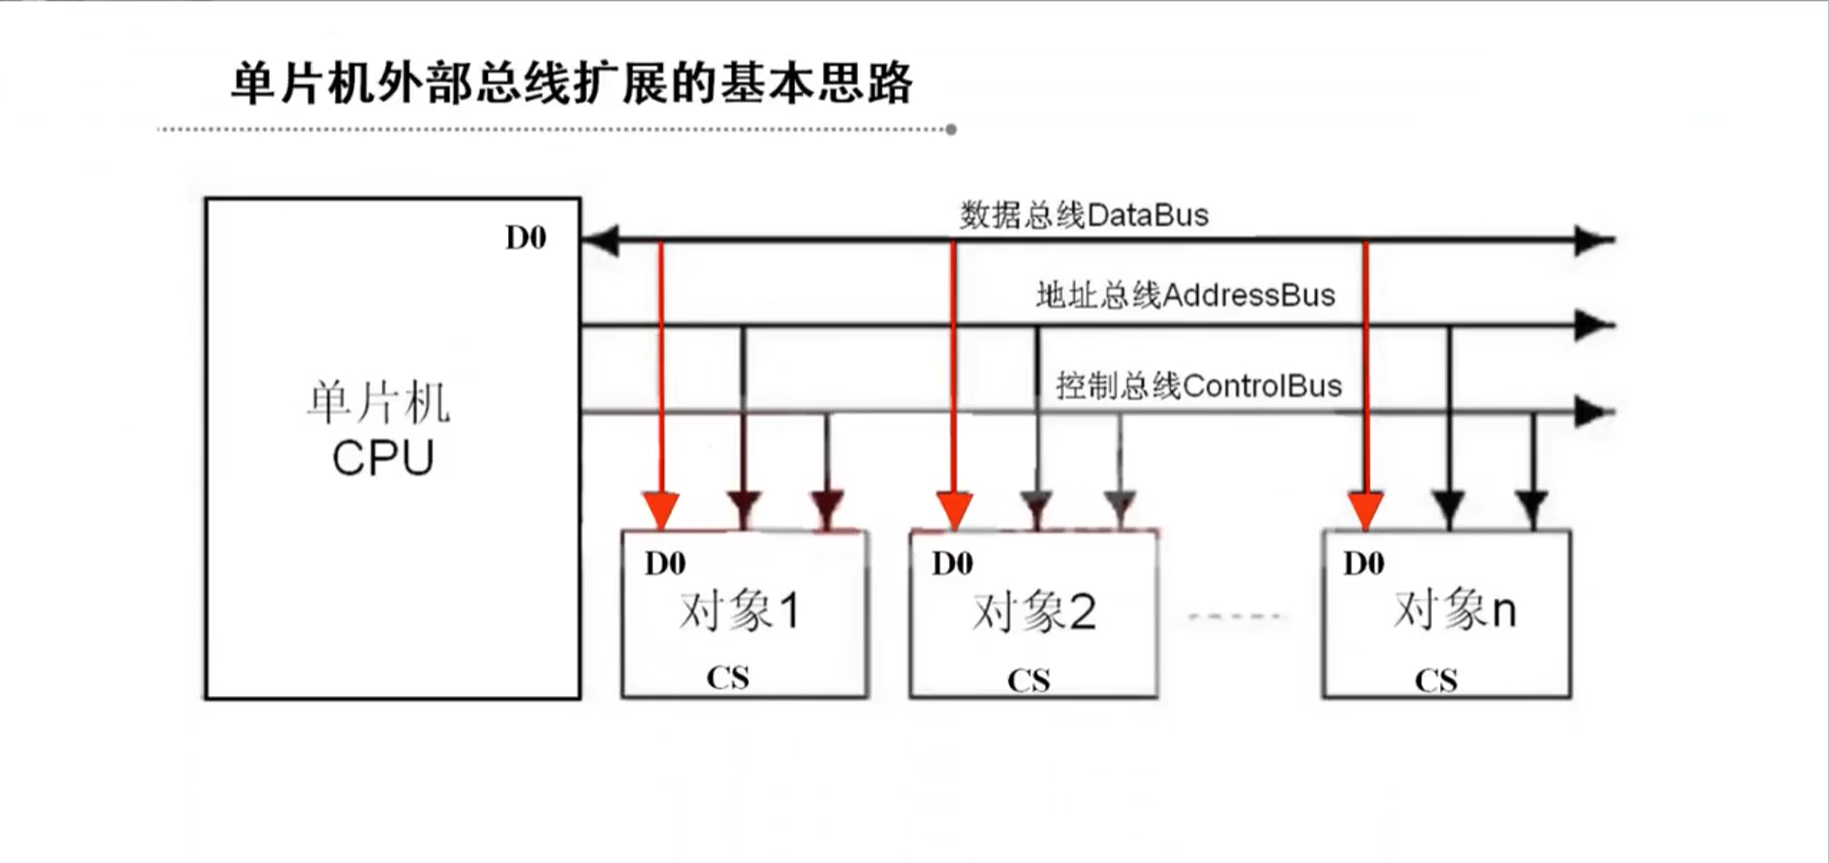 单片机外部总线扩展的基本思路
D0
数据总线DataBus
地址总线AddressBus
控制总线ControlBus
单片机
CPU
D0
对象1
CS
D0
对象2
CS
D0
对象n
CS